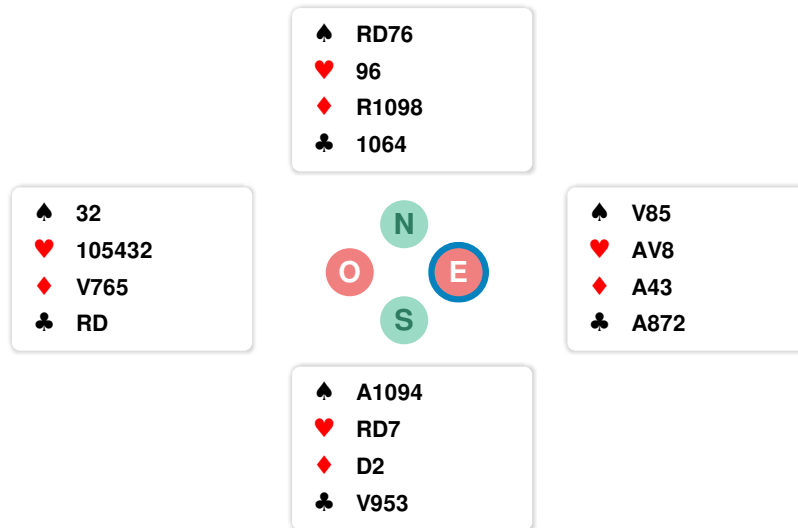 ♠ RD76
♥ 96
♦ R1098
♣ 1064
♠ 32
♥ 105432
♦ V765
♣ RD
N
O
E
S
♠ V85
♥ AV8
♦ A43
♣ A872
♠ A1094
♥ RD7
♦ D2
♣ V953